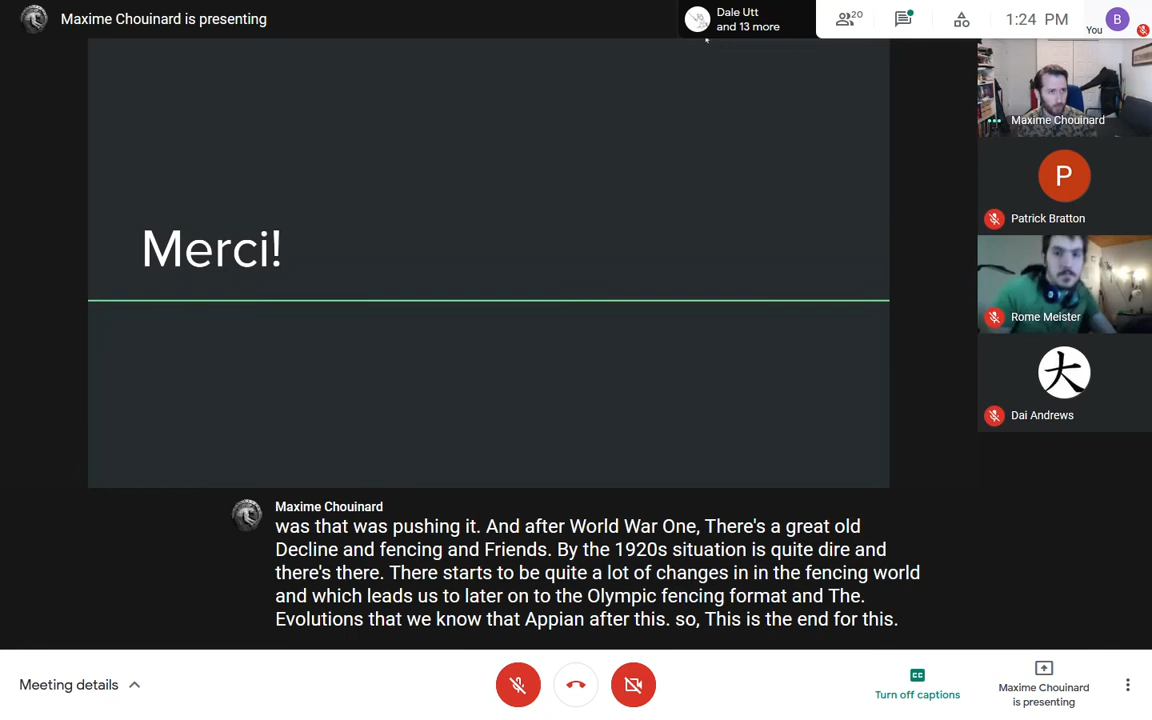 Maxime Chouinard is presenting
Dale Utt
and 13 more
20
1:24 PM
You
B
Maxime Chouinard
P
Patrick Bratton
Rome Meister
大
Dai Andrews
Merci!
Maxime Chouinard
was that was pushing it. And after World War One, There's a great old
Decline and fencing and Friends. By the 1920s situation is quite dire and
there's there. There starts to be quite a lot of changes in in the fencing world
and which leads us to later on to the Olympic fencing format and The.
Evolutions that we know that Appian after this. so, This is the end for this.
Meeting details
CC
Turn off captions
Maxime Chouinard
is presenting